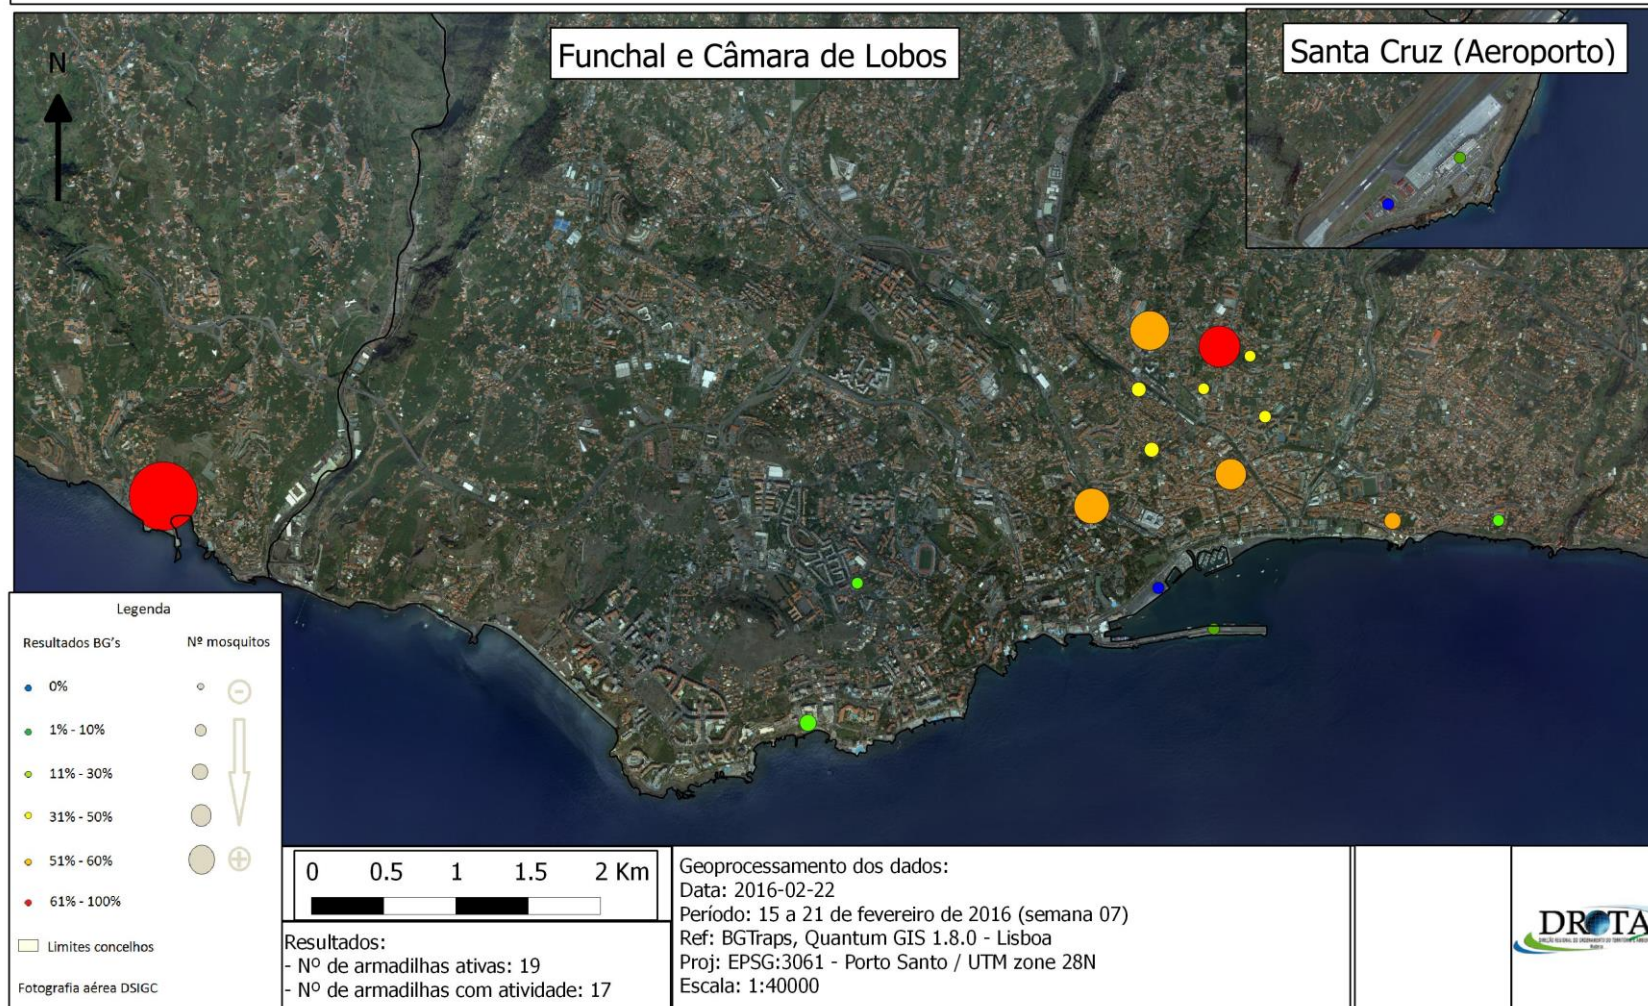 Funchal e Câmara de Lobos
Santa Cruz (Aeroporto)
N
Legenda
Resultados BG's
Nº mosquitos
0%
1% - 10%
11% - 30%
31% - 50%
51% - 60%
61% - 100%
Limites concelhos
Fotografia aérea DSIGC
0 0.5 1 1.5 2 Km
Resultados:
- Nº de armadilhas ativas: 19
- Nº de armadilhas com atividade: 17
Geoprocessamento dos dados:
Data: 2016-02-22
Período: 15 a 21 de fevereiro de 2016 (semana 07)
Ref: BGTraps, Quantum GIS 1.8.0 - Lisboa
Proj: EPSG:3061 - Porto Santo / UTM zone 28N
Escala: 1:40000
DROTA